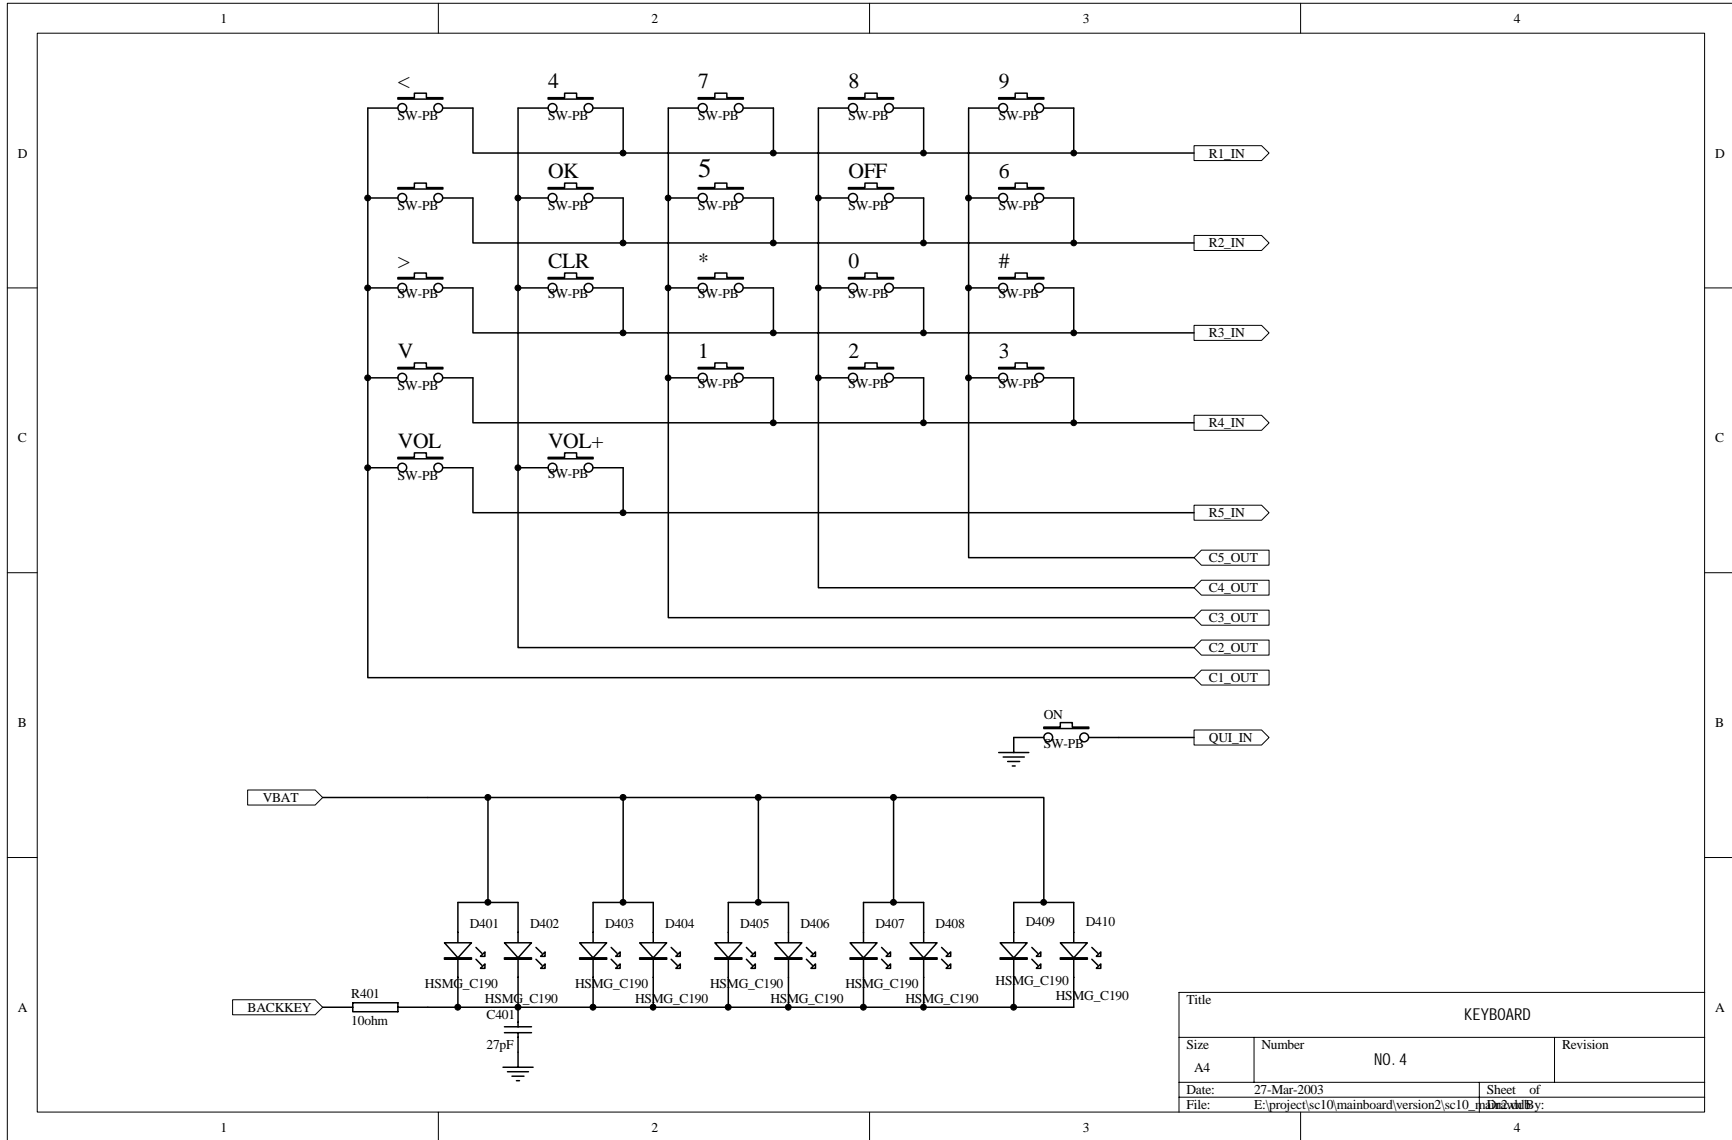 1 2 3 4
< 4 7 8 9
SW-PB SW-PB SW-PB SW-PB SW-PB
D R1_IN D
OK 5 OFF 6
SW-PB SW-PB SW-PB SW-PB SW-PB
R2_IN
> CLR * 0 #
SW-PB SW-PB SW-PB SW-PB SW-PB
R3_IN
V 1 2 3
SW-PB SW-PB SW-PB SW-PB
R4_IN
C VOL VOL+ C
SW-PB SW-PB
R5_IN
C5_OUT
C4_OUT
C3_OUT
C2_OUT
C1_OUT
B ON B
SW-PB QUI_IN
VBAT
D401 D402 D403 D404 D405 D406 D407 D408 D409 D410
HSMG_C190 HSMG_C190 HSMG_C190 HSMG_C190 HSMG_C190
HSMG_C190 HSMG_C190 HSMG_C190 HSMG_C190 HSMG_C190
A BACKKEY R401 A
10ohm
C401
27pF
Title
KEYBOARD
Size Number Revision
A4 NO. 4
Date: 27-Mar-2003 Sheet of
File: E:\project\sc10\mainboard\version2\sc10_ By:
1 2 3 4